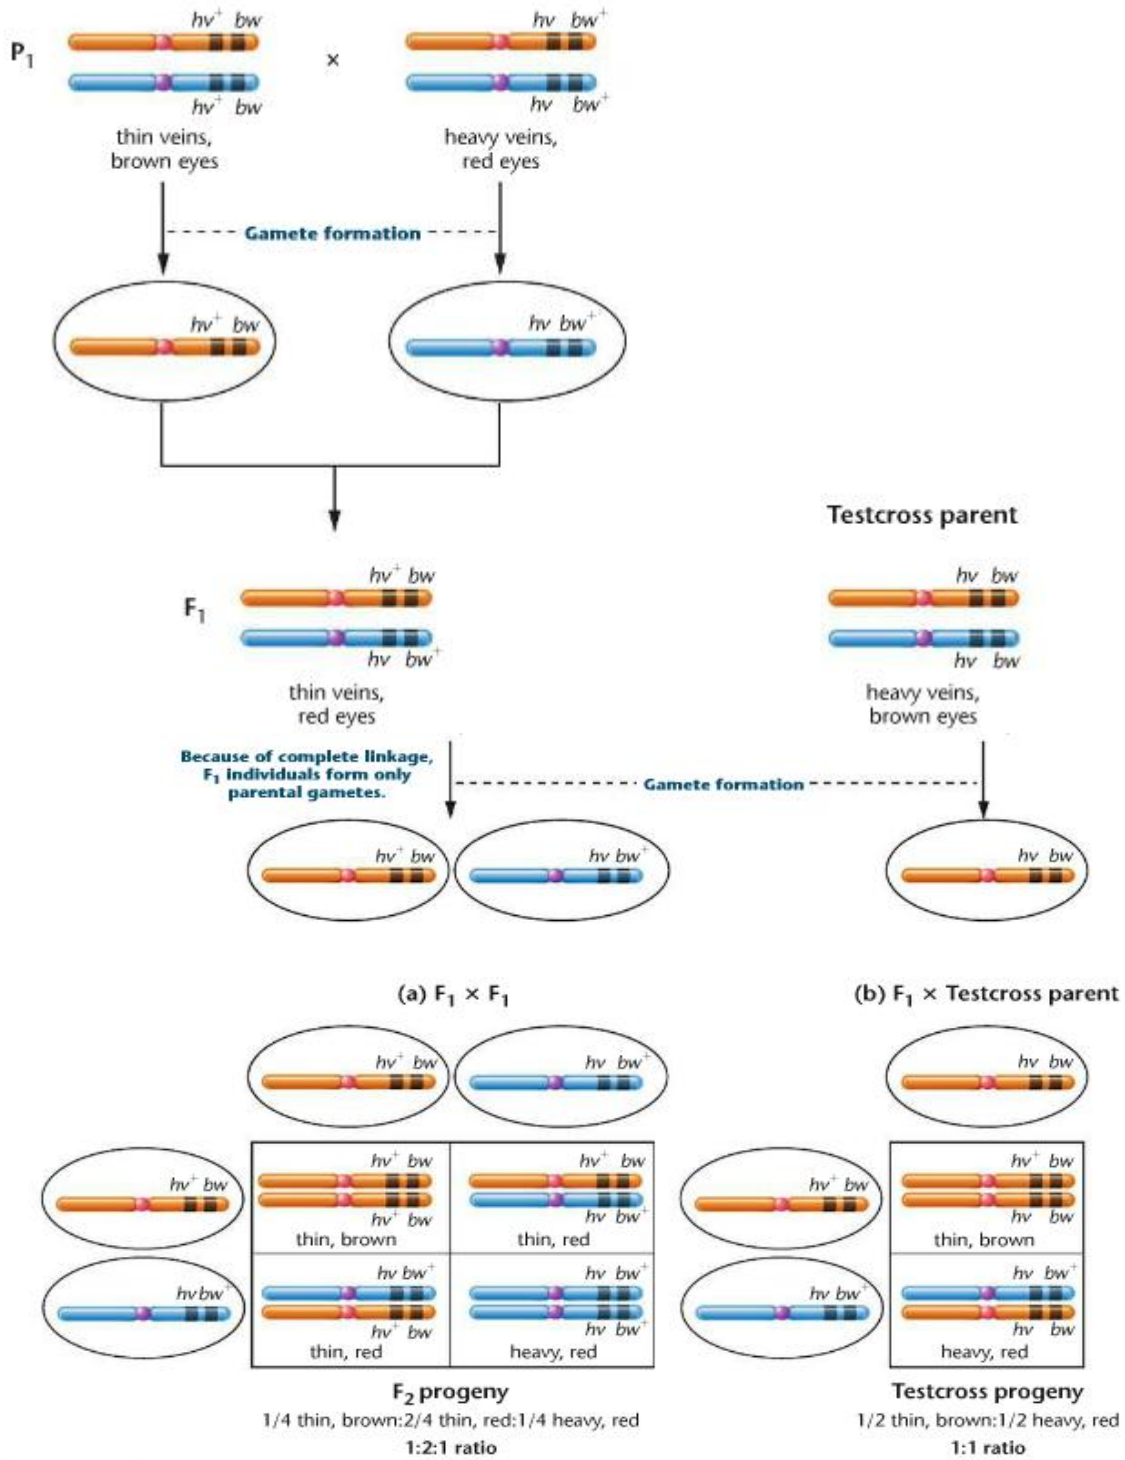 hv⁺ bw
hv bw⁺
P₁
×
hv⁺ bw
hv bw⁺
thin veins,
brown eyes
heavy veins,
red eyes
Gamete formation
hv⁺ bw
hv bw⁺
Testcross parent
hv⁺ bw
hv bw
F₁
hv bw⁺
hv bw
thin veins,
red eyes
heavy veins,
brown eyes
Because of complete linkage,
F₁ individuals form only
parental gametes.
Gamete formation
hv⁺ bw
hv bw⁺
hv bw
(a) F₁ × F₁
(b) F₁ × Testcross parent
hv⁺ bw
hv bw⁺
hv bw
hv⁺ bw
hv⁺ bw
hv⁺ bw
hv⁺ bw
hv⁺ bw
hv⁺ bw
hv bw⁺
hv bw
thin, brown
thin, red
thin, brown
hv bw⁺
hv bw⁺
hv bw⁺
hv bw⁺
hv bw⁺
hv⁺ bw
hv bw⁺
hv bw
thin, red
heavy, red
heavy, red
F₂ progeny
1/4 thin, brown:2/4 thin, red:1/4 heavy, red
1:2:1 ratio
Testcross progeny
1/2 thin, brown:1/2 heavy, red
1:1 ratio